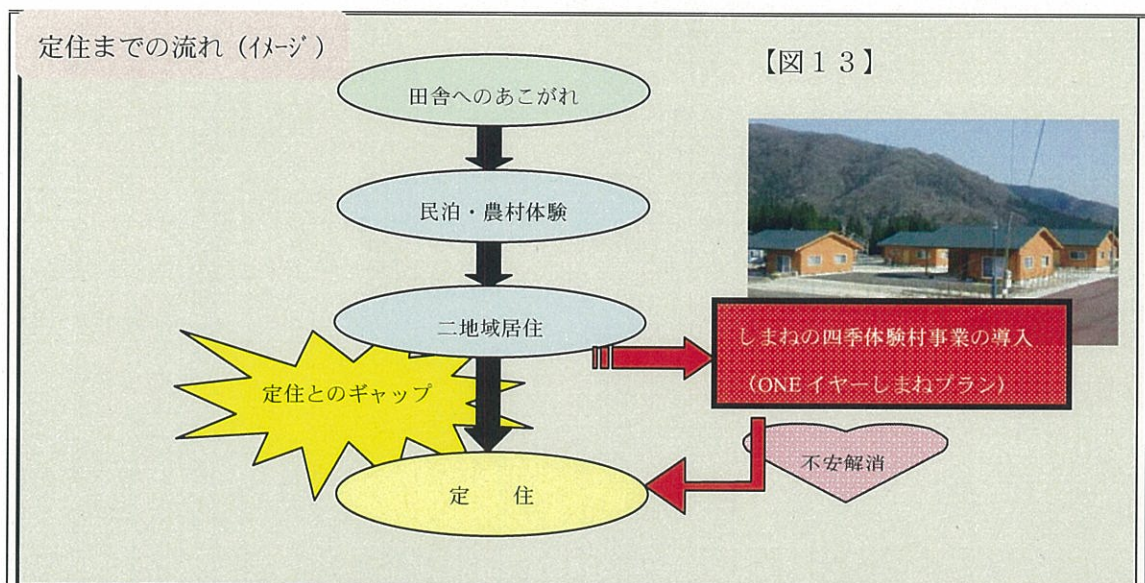 定住までの流れ（ｲﾒｰｼﾞ）
【図１３】
田舎へのあこがれ
民泊・農村体験
二地域居住
しまねの四季体験村事業の導入
（ONE イヤーしまねプラン）
定住とのギャップ
不安解消
定　住